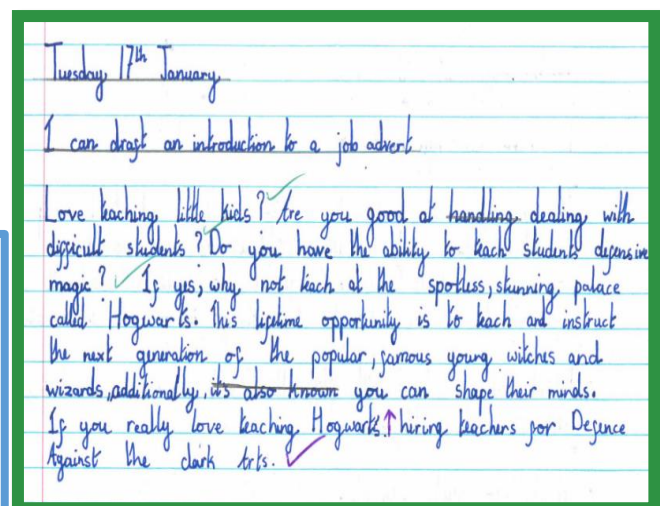 Tuesday 17th January
I can draft an introduction to a job advert
Love teaching little kids? Are you good at handling dealing with
difficult students? Do you have the ability to teach students defensive
magic? If yes, why not teach at the spotless, stunning palace
called Hogwarts. This lifetime opportunity is to teach and instruct
the next generation of the popular, famous young witches and
wizards, additionally, it's also known you can shape their minds.
If you really love teaching Hogwarts hiring teachers for Defence
Against the dark Arts.